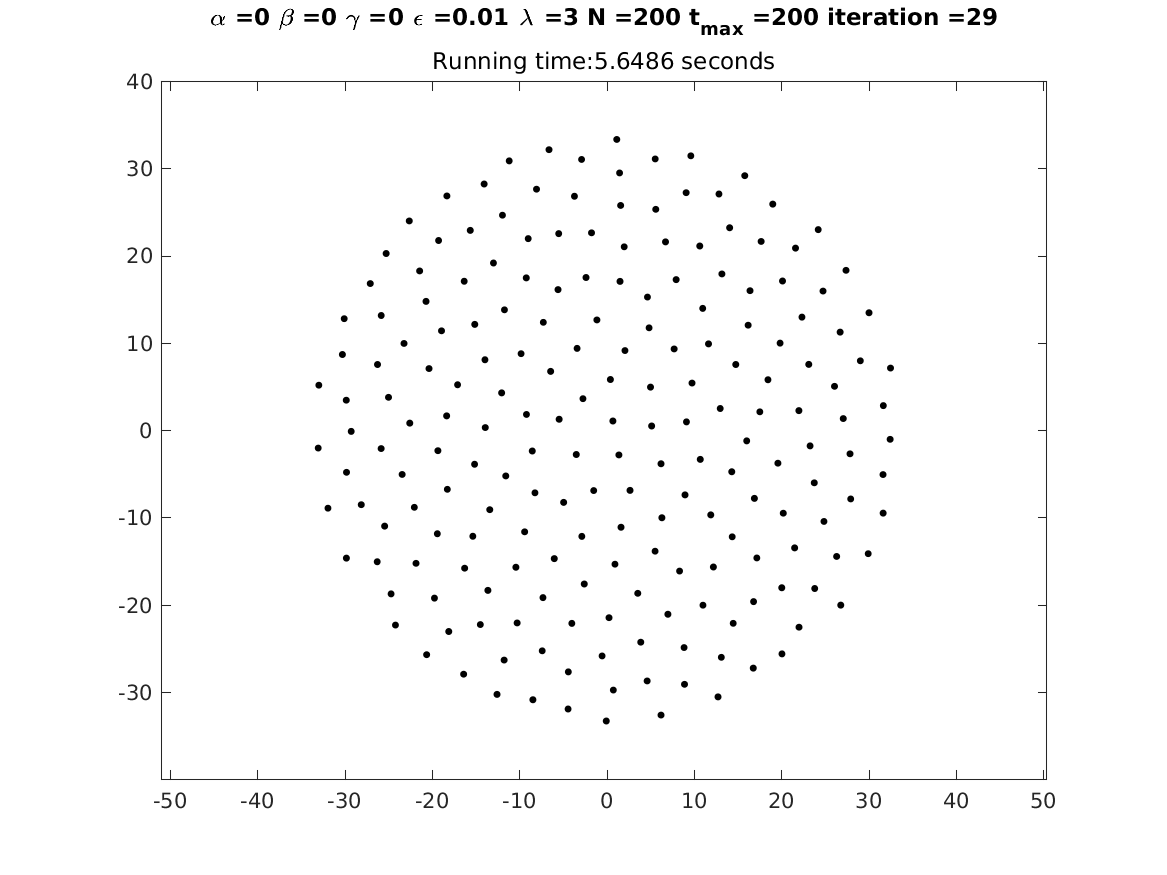 α =0 β =0 γ =0 ϵ =0.01 λ =3 N =200 t_max =200 iteration =29
Running time:5.6486 seconds
40
30
20
10
0
-10
-20
-30
-50 -40 -30 -20 -10 0 10 20 30 40 50